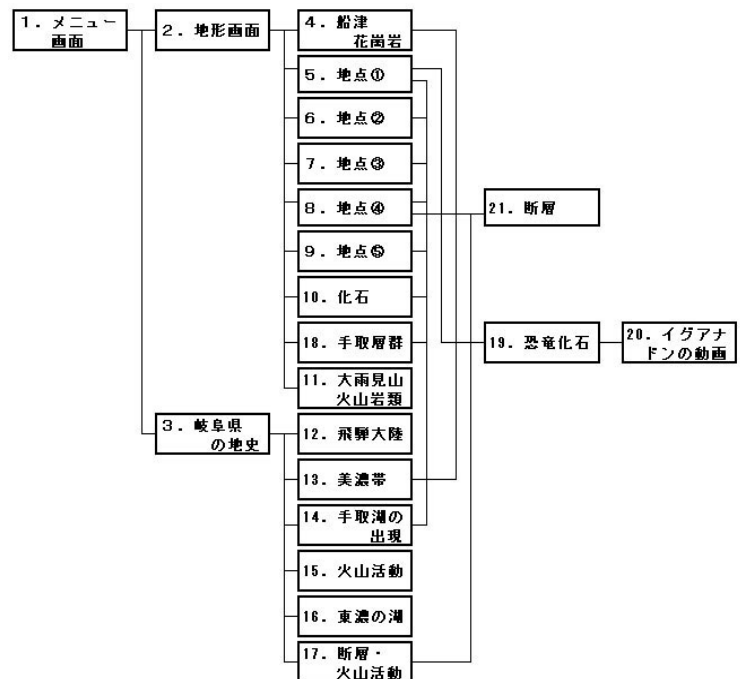 1. メニュー
画面
2. 地形画面
3. 岐阜県
の地史
4. 船津
花崗岩
5. 地点①
6. 地点②
7. 地点③
8. 地点④
9. 地点⑤
10. 化石
18. 手取層群
11. 大雨見山
火山岩類
12. 飛騨大陸
13. 美濃帯
14. 手取湖の
出現
15. 火山活動
16. 東濃の湖
17. 断層・
火山活動
21. 断層
19. 恐竜化石
20. イグアナ
ドンの動画